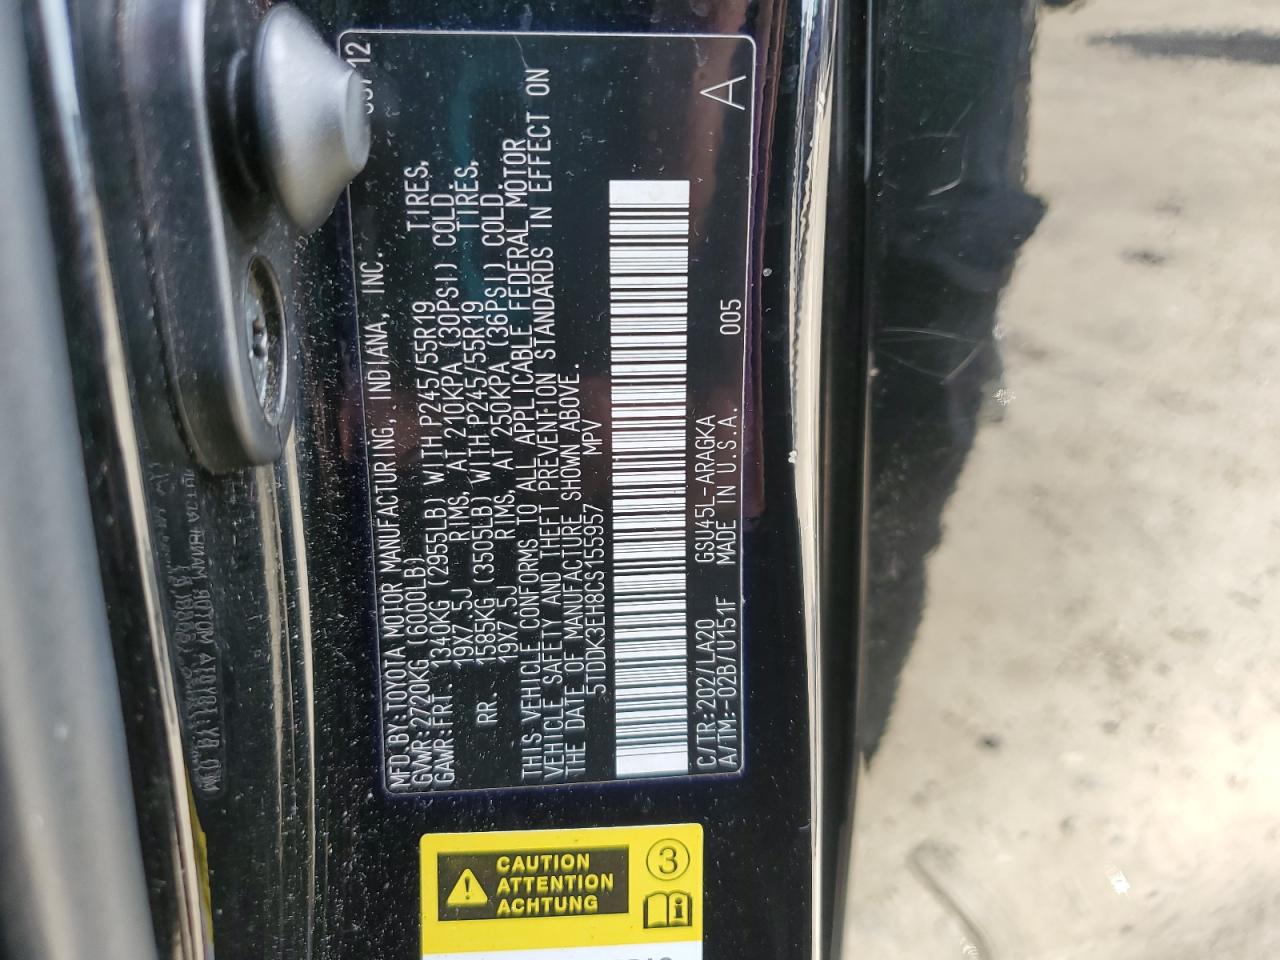 MFD.BY:TOYOTA MOTOR MANUFACTURING, INDIANA, INC. 12
GVWR:2720KG (6000LB)
GAWR:FRT. 1340KG (2955LB) WITH P245/55R19 TIRES,
19X7.5J RIMS, AT 210KPA (30PSI) COLD.
RR. 1585KG (3505LB) WITH P245/55R19 TIRES,
19X7.5J RIMS, AT 250KPA (36PSI) COLD.
THIS VEHICLE CONFORMS TO ALL APPLICABLE FEDERAL MOTOR
VEHICLE SAFETY AND THEFT PREVENTION STANDARDS IN EFFECT ON
THE DATE OF MANUFACTURE SHOWN ABOVE.
5TDDK3EH8CS155957 MPV
C/TR:202/LA20 GSU45L-ARAGKA 005 A
A/TM:-02B/U151F MADE IN U.S.A.
CAUTION
ATTENTION
ACHTUNG
3